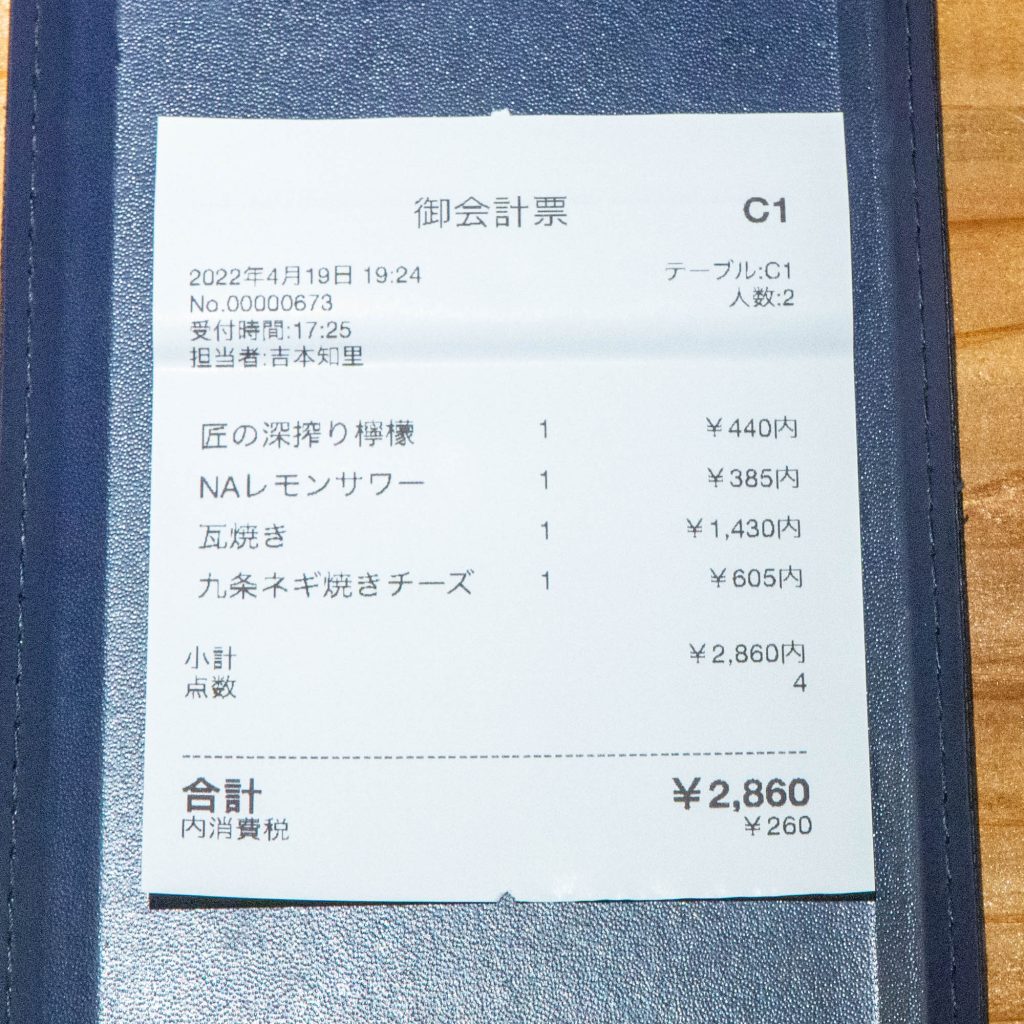 御会計票 C1
2022年4月19日 19:24 テーブル:C1
No.00000673 人数:2
受付時間:17:25
担当者:吉本知里
匠の深搾り檸檬 1 ¥440内
NAレモンサワー 1 ¥385内
瓦焼き 1 ¥1,430内
九条ネギ焼きチーズ 1 ¥605内
小計 ¥2,860内
点数 4
合計 ¥2,860
内消費税 ¥260